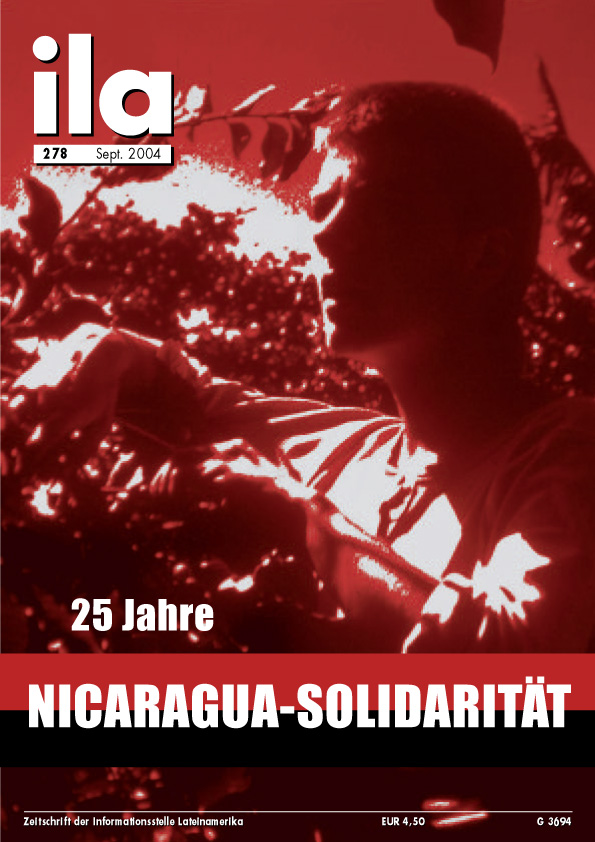 ila
278 Sept. 2004
25 Jahre
NICARAGUA-SOLIDARITÄT
Zeitschrift der Informationsstelle Lateinamerika EUR 4,50 G 3694